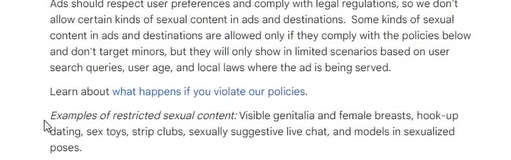 Ads should respect user preferences and comply with legal regulations, so we don't
allow certain kinds of sexual content in ads and destinations.  Some kinds of sexual
content in ads and destinations are allowed only if they comply with the policies below
and don't target minors, but they will only show in limited scenarios based on user
search queries, user age, and local laws where the ad is being served.
Learn about what happens if you violate our policies.
Examples of restricted sexual content: Visible genitalia and female breasts, hook-up
dating, sex toys, strip clubs, sexually suggestive live chat, and models in sexualized
poses.